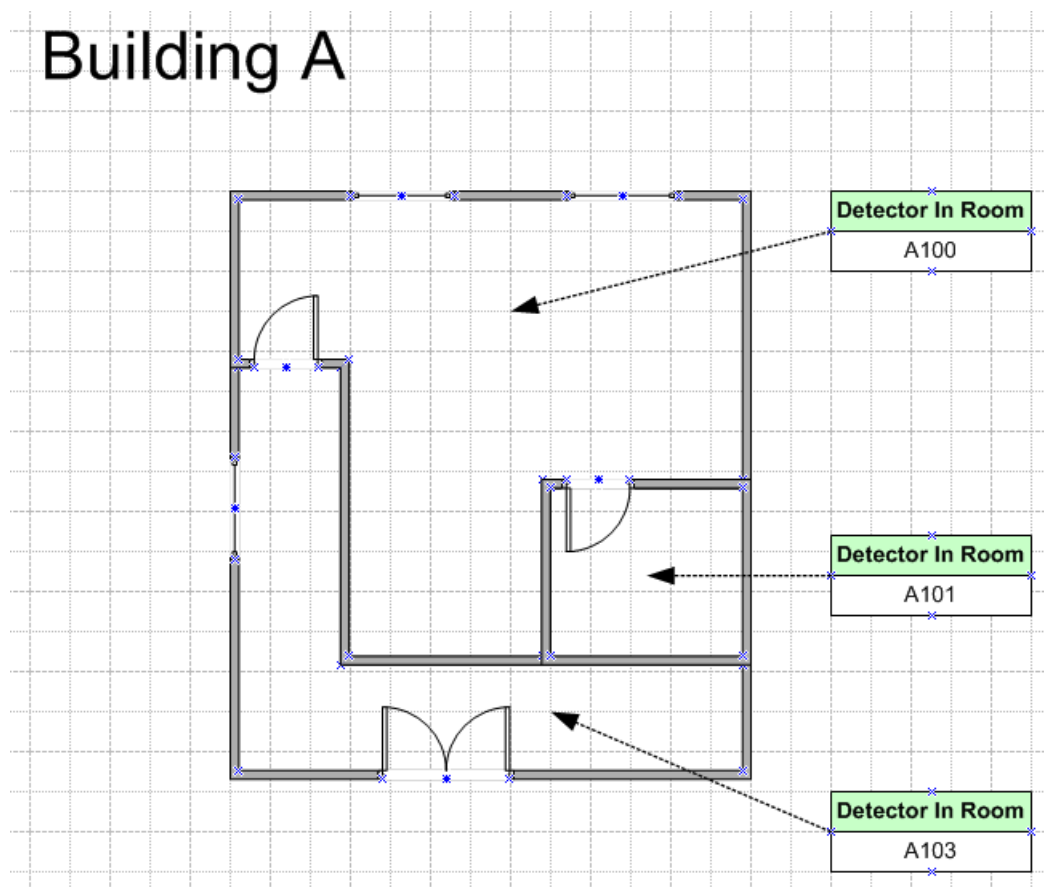 Building A
Detector In Room
A100
Detector In Room
A101
Detector In Room
A103